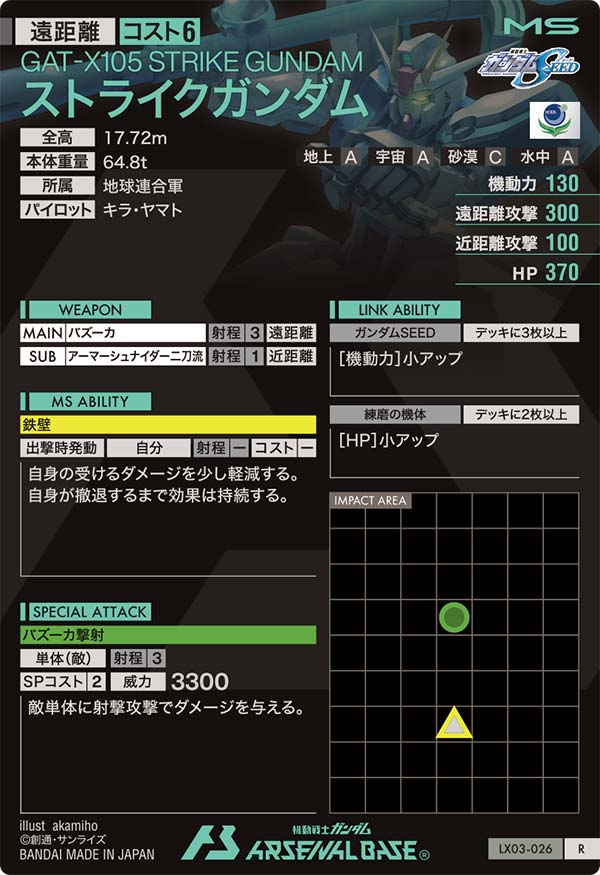 遠距離 コスト6 MS
GAT-X105 STRIKE GUNDAM
ストライクガンダム
機動戦士 ガンダム SEED
全高 17.72m
本体重量 64.8t
所属 地球連合軍
パイロット キラ・ヤマト
地上 A 宇宙 A 砂漠 C 水中 A
機動力 130
遠距離攻撃 300
近距離攻撃 100
HP 370
WEAPON
MAIN バズーカ 射程 3 遠距離
SUB アーマーシュナイダー二刀流 射程 1 近距離
MS ABILITY
鉄壁
出撃時発動 自分 射程 ー コスト ー
自身の受けるダメージを少し軽減する。
自身が撤退するまで効果は持続する。
SPECIAL ATTACK
バズーカ撃射
単体(敵) 射程 3
SPコスト 2 威力 3300
敵単体に射撃攻撃でダメージを与える。
LINK ABILITY
ガンダムSEED デッキに3枚以上
[機動力]小アップ
練磨の機体 デッキに2枚以上
[HP]小アップ
IMPACT AREA
illust akamiho
©創通・サンライズ
BANDAI MADE IN JAPAN
機動戦士ガンダム
ARSENAL BASE®
LX03-026 R